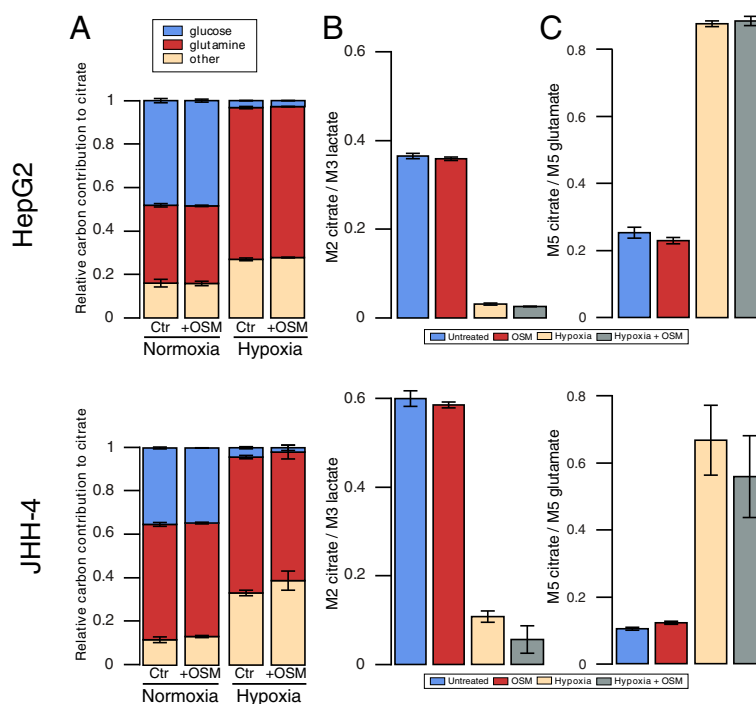 A
B
C
glucose
glutamine
other
HepG2
Relative carbon contribution to citrate
1
0.8
0.6
0.4
0.2
0
Ctr +OSM Ctr +OSM
Normoxia Hypoxia
M2 citrate / M3 lactate
0.6
0.4
0.2
0
M5 citrate / M5 glutamate
0.8
0.6
0.4
0.2
0
Untreated OSM Hypoxia Hypoxia + OSM
JHH-4
Relative carbon contribution to citrate
1
0.8
0.6
0.4
0.2
0
Ctr +OSM Ctr +OSM
Normoxia Hypoxia
M2 citrate / M3 lactate
0.6
0.4
0.2
0
M5 citrate / M5 glutamate
0.8
0.6
0.4
0.2
0
Untreated OSM Hypoxia Hypoxia + OSM